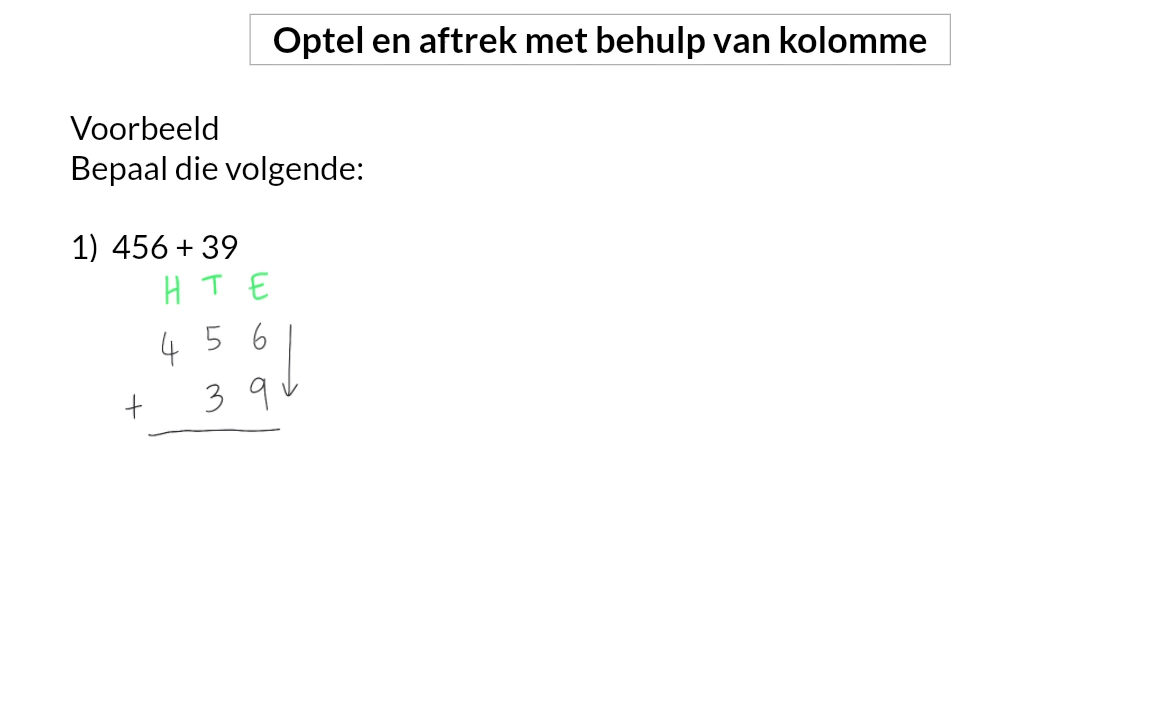 Optel en aftrek met behulp van kolomme
Voorbeeld
Bepaal die volgende:
1) 456 + 39
H T E
4 5 6
+ 3 9